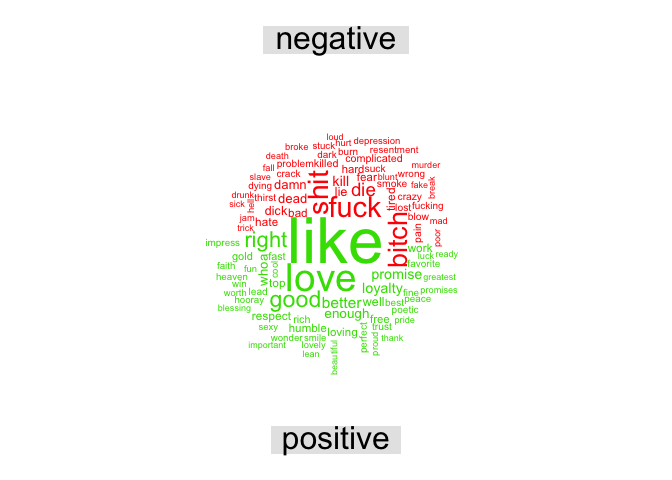 negative
loud
broke stuck hurt depression
death dark burn resentment
fall problem killed complicated murder
slave crack hard suck wrong
dying damn kill fear blunt fake
drunk thirst dead lie die smoke break
sick hell shit tired crazy
dick bad fuck lost fucking
jam hate bitch blow mad
trick pain poor
like
impress right work
gold whoa fast luck ready
faith fun cool love favorite
heaven top promise greatest
win loyalty
worth lead good better well fine promises
hooray best peace
blessing enough poetic
respect rich free pride
sexy humble loving trust
wonder smile perfect proud thank
important lovely
lean beautiful
positive